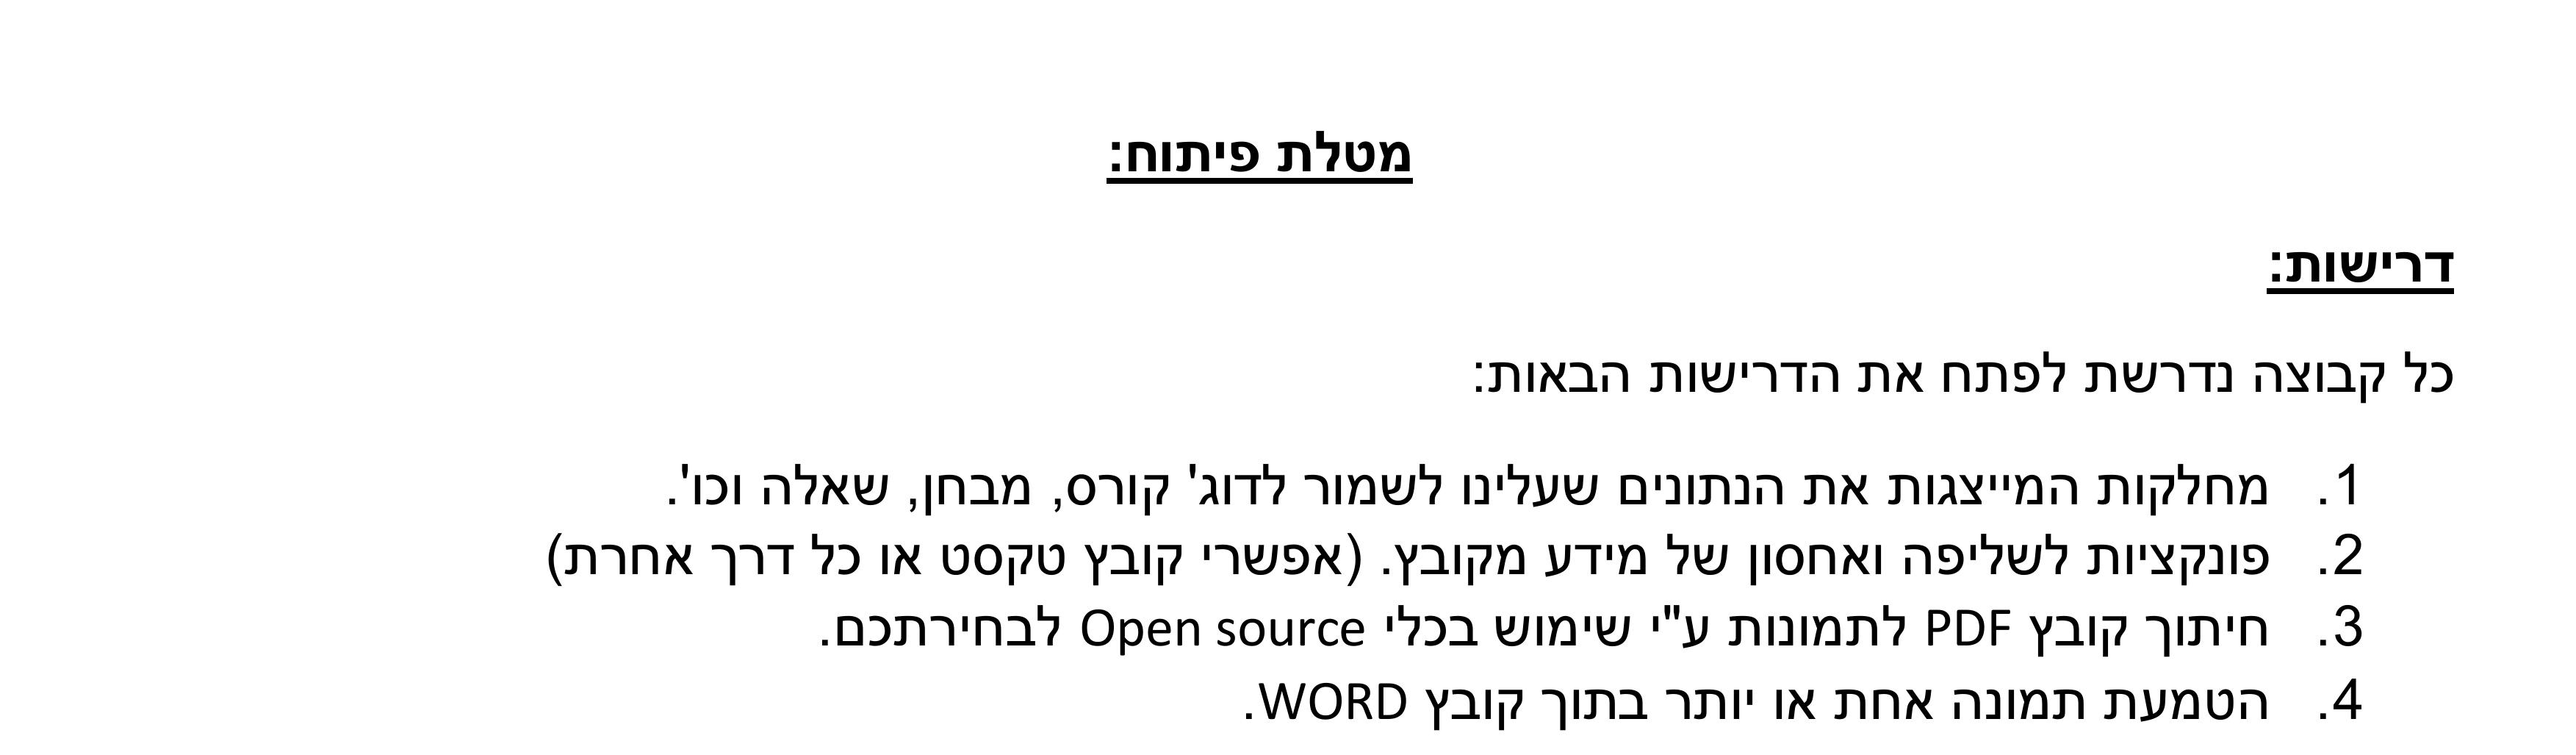 מטלת פיתוח:
דרישות:
כל קבוצה נדרשת לפתח את הדרישות הבאות:
1. מחלקות המייצגות את הנתונים שעלינו לשמור לדוג' קורס, מבחן, שאלה וכו'.
2. פונקציות לשליפה ואחסון של מידע מקובץ. (אפשרי קובץ טקסט או כל דרך אחרת)
3. חיתוך קובץ PDF לתמונות ע"י שימוש בכלי Open source לבחירתכם.
4. הטמעת תמונה אחת או יותר בתוך קובץ WORD.